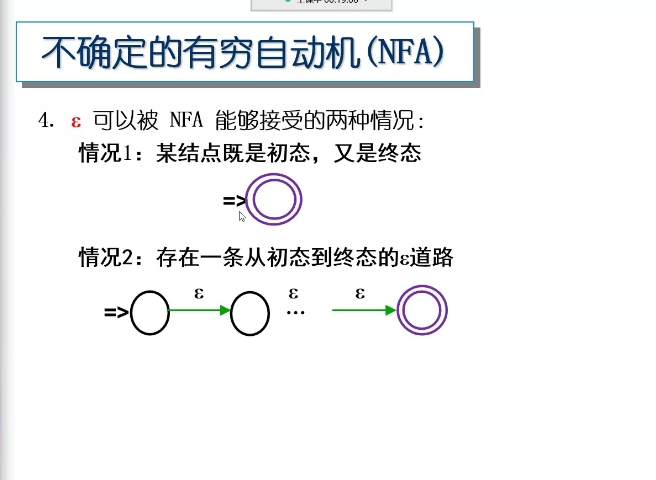 不确定的有穷自动机(NFA)
4. ε 可以被 NFA 能够接受的两种情况:
情况1: 某结点既是初态，又是终态
=>
情况2: 存在一条从初态到终态的ε道路
ε ε ε
=> ...